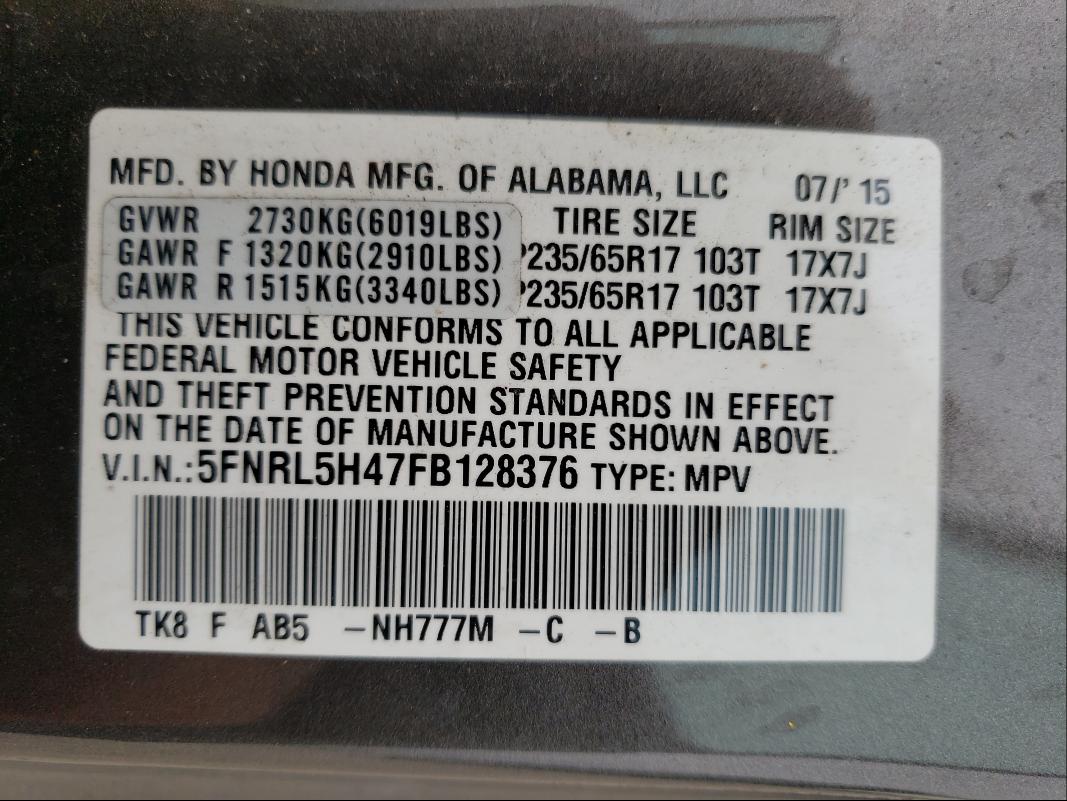 MFD. BY HONDA MFG. OF ALABAMA, LLC 07/' 15
GVWR 2730KG(6019LBS) TIRE SIZE RIM SIZE
GAWR F 1320KG(2910LBS) P235/65R17 103T 17X7J
GAWR R 1515KG(3340LBS) P235/65R17 103T 17X7J
THIS VEHICLE CONFORMS TO ALL APPLICABLE
FEDERAL MOTOR VEHICLE SAFETY
AND THEFT PREVENTION STANDARDS IN EFFECT
ON THE DATE OF MANUFACTURE SHOWN ABOVE.
V.I.N.:5FNRL5H47FB128376 TYPE: MPV
TK8 F AB5 -NH777M -C -B